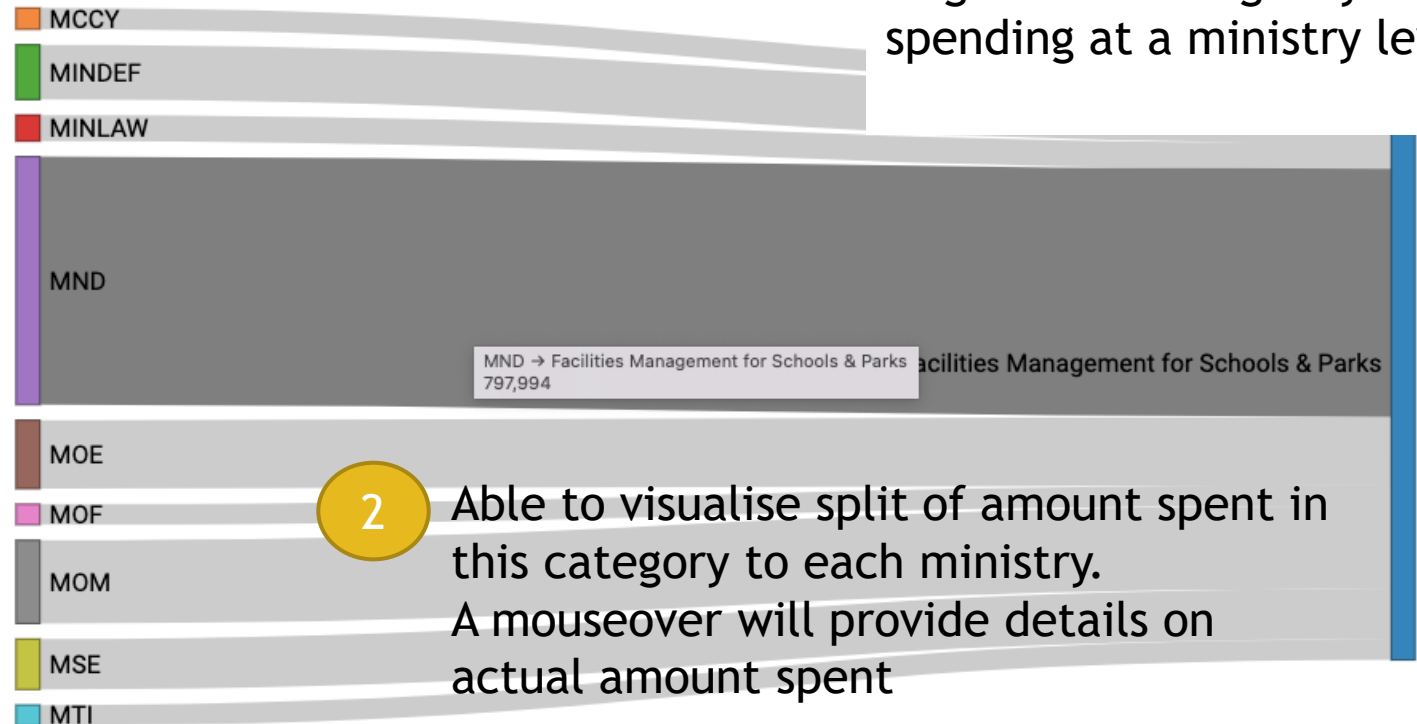 MCCY
spending at a ministry
MINDEF
MINLAW
MND
MND → Facilities Management for Schools & Parks
797,994
acilities Management for Schools & Parks
MOE
MOF
MOM
MSE
MTI
2
Able to visualise split of amount spent in
this category to each ministry.
A mouseover will provide details on
actual amount spent